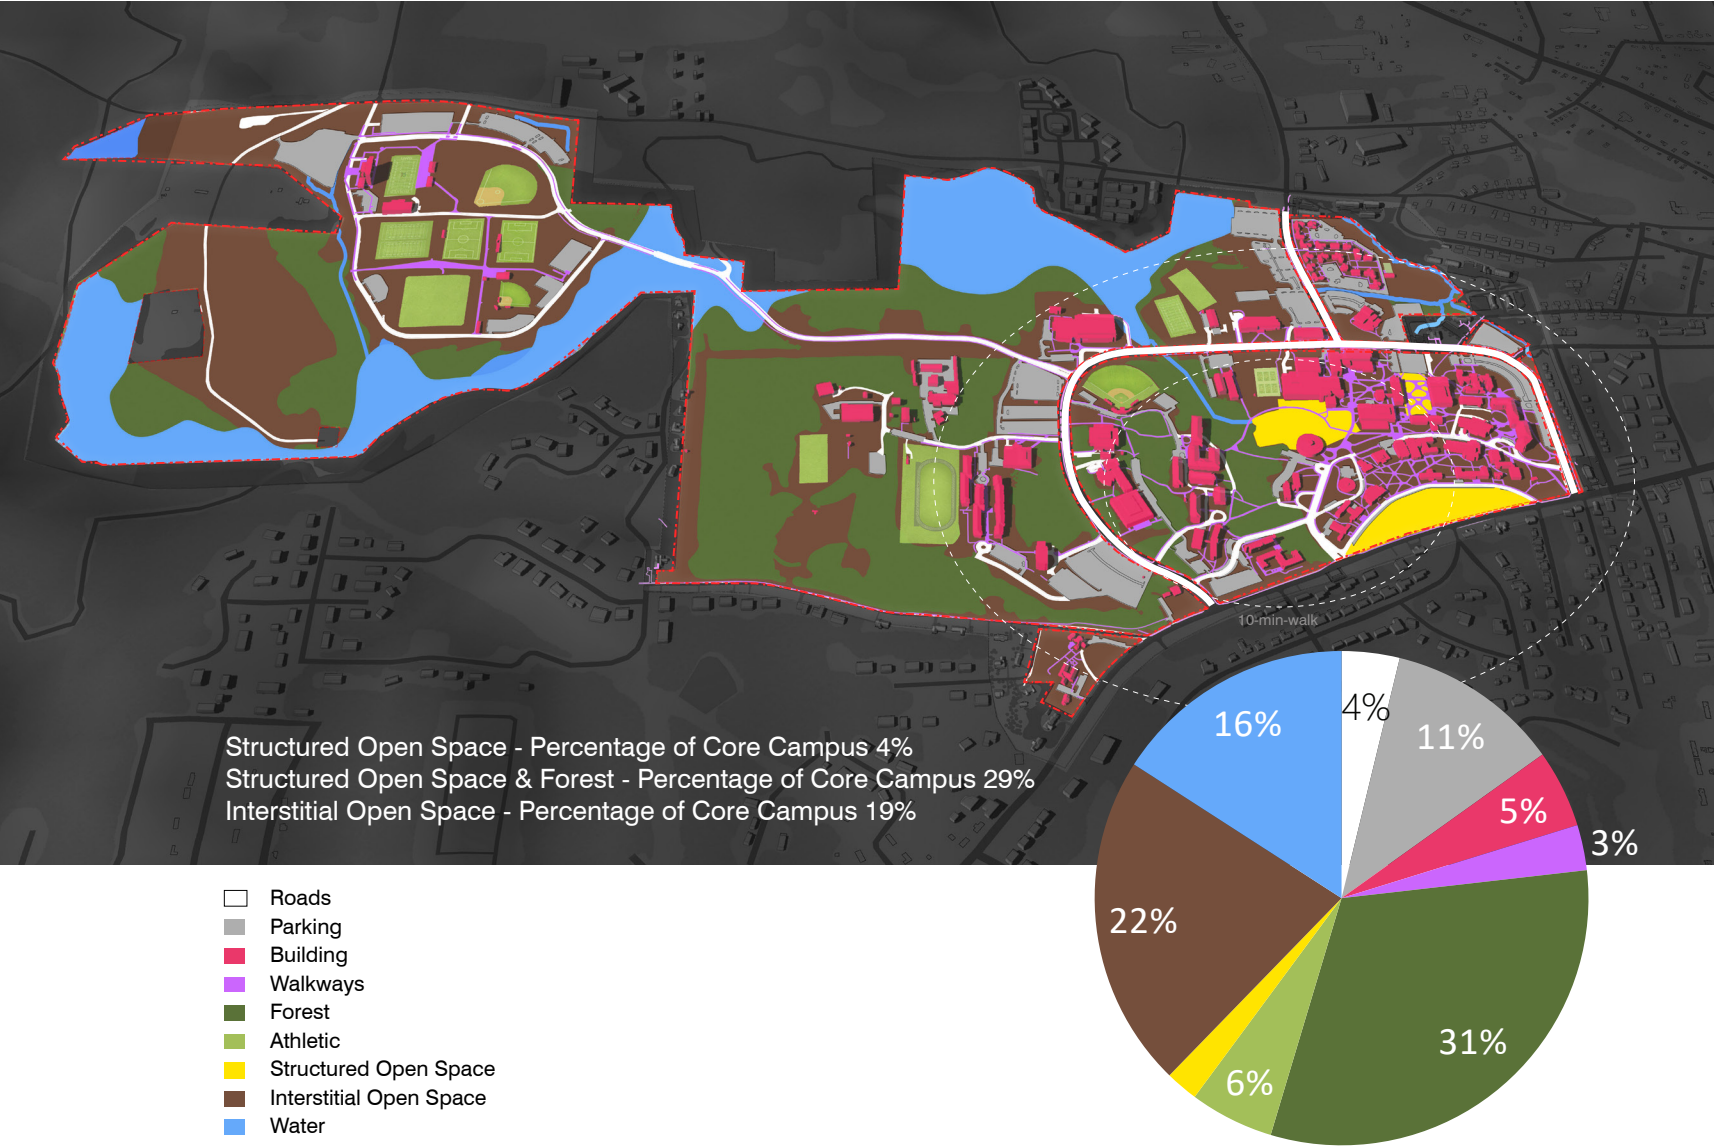 10-min-walk
Structured Open Space - Percentage of Core Campus 4%
Structured Open Space & Forest - Percentage of Core Campus 29%
Interstitial Open Space - Percentage of Core Campus 19%
16%
4%
11%
5%
3%
22%
31%
6%
Roads
Parking
Building
Walkways
Forest
Athletic
Structured Open Space
Interstitial Open Space
Water